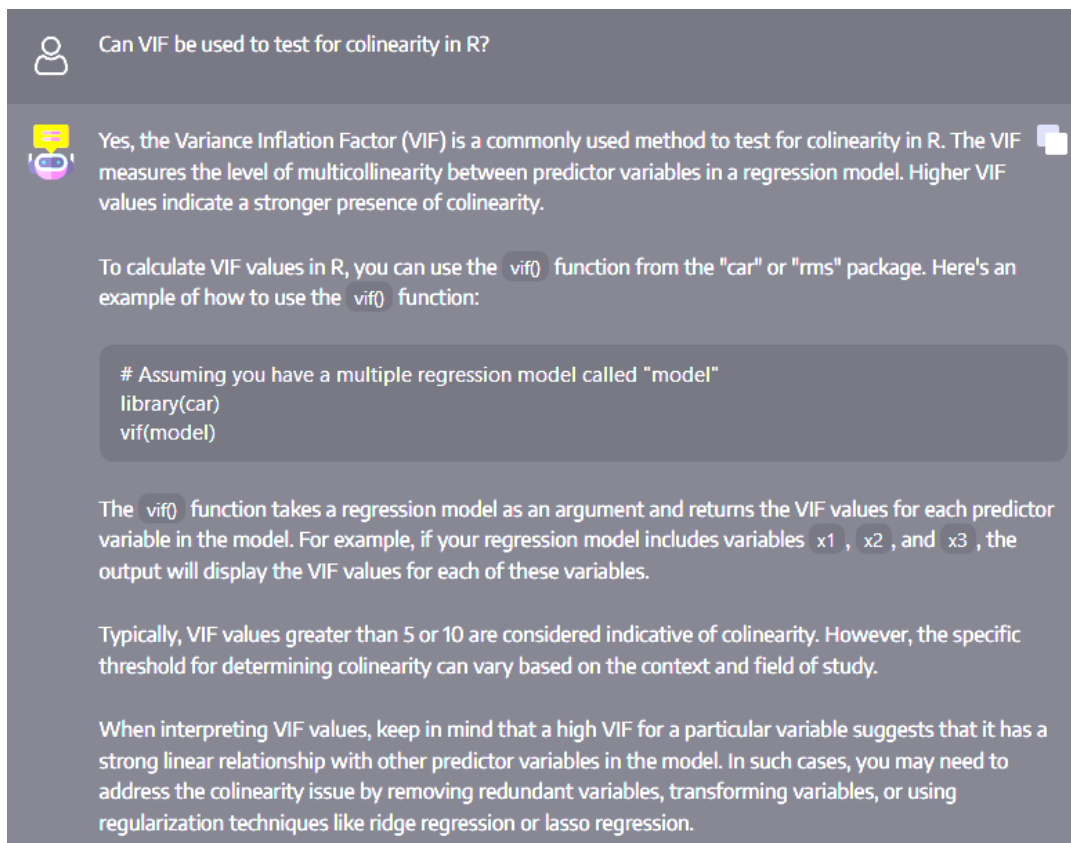 Can VIF be used to test for colinearity in R?
Yes, the Variance Inflation Factor (VIF) is a commonly used method to test for colinearity in R. The VIF
measures the level of multicollinearity between predictor variables in a regression model. Higher VIF
values indicate a stronger presence of colinearity.
To calculate VIF values in R, you can use the vif() function from the "car" or "rms" package. Here's an
example of how to use the vif() function:
# Assuming you have a multiple regression model called "model"
library(car)
vif(model)
The vif() function takes a regression model as an argument and returns the VIF values for each predictor
variable in the model. For example, if your regression model includes variables x1 , x2 , and x3 , the
output will display the VIF values for each of these variables.
Typically, VIF values greater than 5 or 10 are considered indicative of colinearity. However, the specific
threshold for determining colinearity can vary based on the context and field of study.
When interpreting VIF values, keep in mind that a high VIF for a particular variable suggests that it has a
strong linear relationship with other predictor variables in the model. In such cases, you may need to
address the colinearity issue by removing redundant variables, transforming variables, or using
regularization techniques like ridge regression or lasso regression.